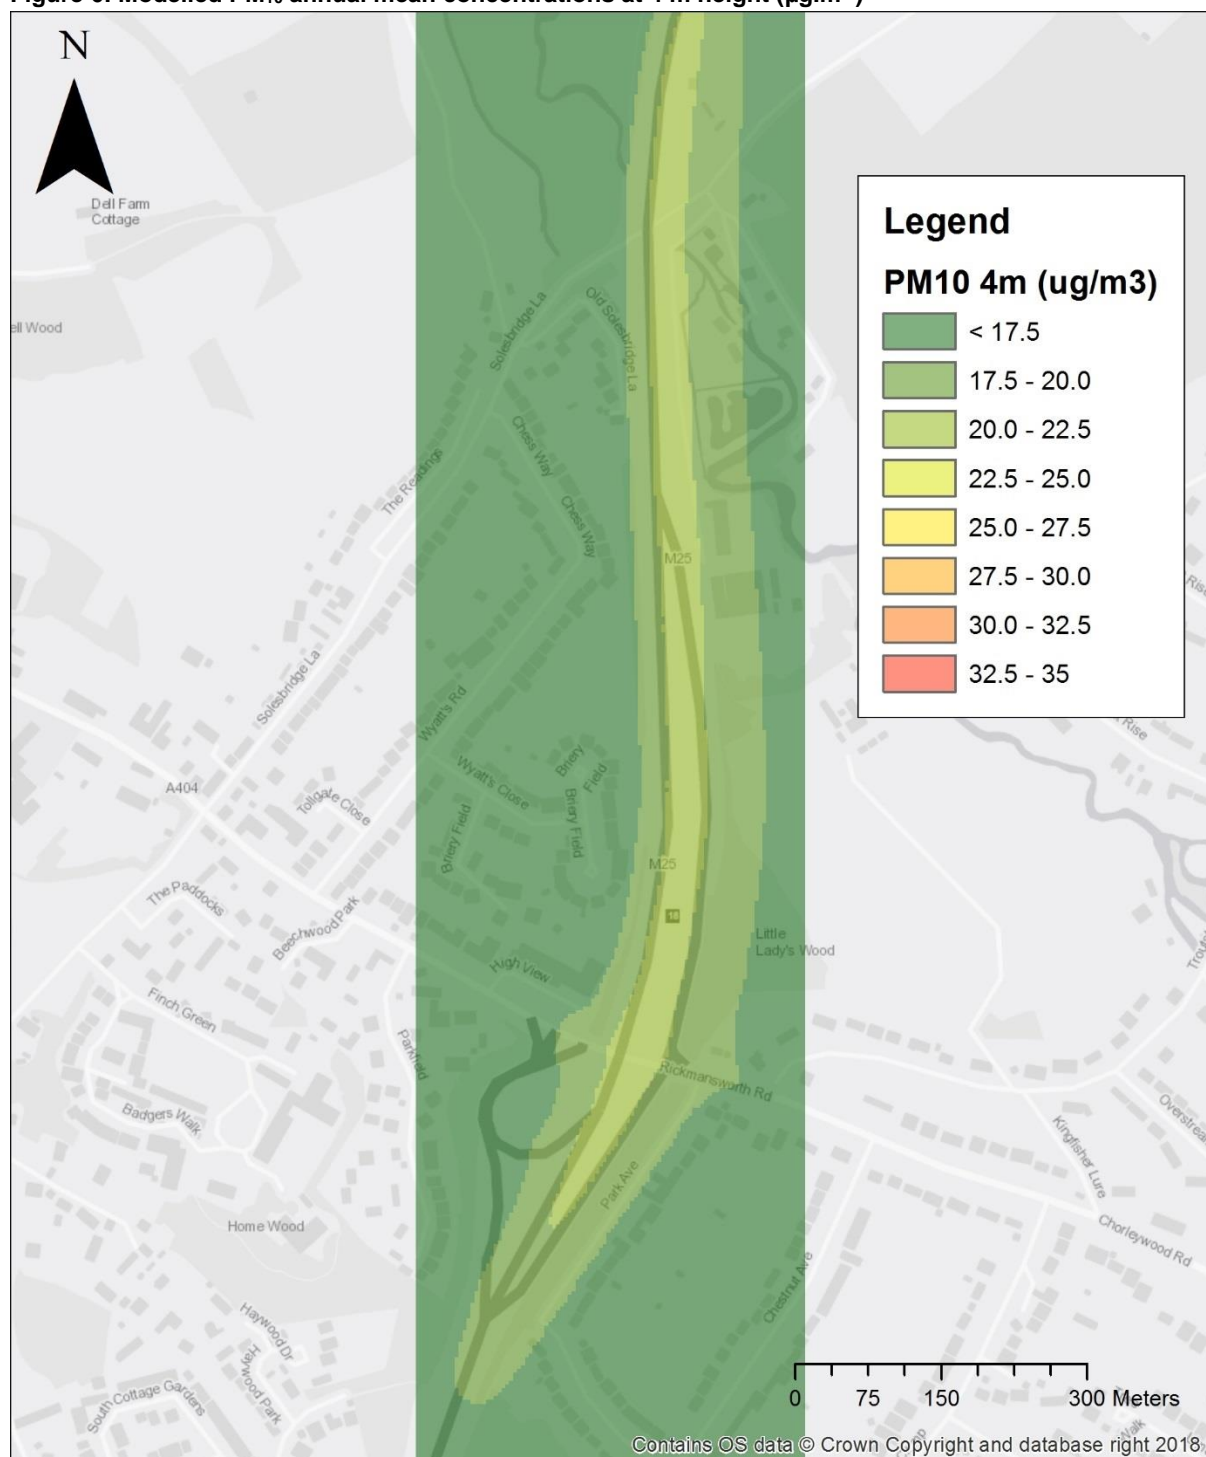 N
Dell Farm
Cottage
ell Wood
Solesbridge La
Old Solesbridge La
Legend
PM10 4m (ug/m3)
< 17.5
17.5 - 20.0
20.0 - 22.5
22.5 - 25.0
25.0 - 27.5
27.5 - 30.0
30.0 - 32.5
32.5 - 35
Chess Way
The Readings
Chess Way
M25
Rise
Solesbridge La
Wyatt's Rd
Rise
A404
Tollgate Close
Wyatt's Close
Briery
Field
Briery Field
Briery Field
M25
18
The Paddocks
Beechwood Park
Little
Lady's Wood
High View
Finch Green
Parkfield
Rickmansworth Rd
Badgers Walk
Overstrea
Kingfisher Lure
Park Ave
Home Wood
Chorleywood Rd
Chestnut Ave
Haywood Dr
Haywood Park
South Cottage Gardens
0 75 150 300 Meters
Walk
Contains OS data © Crown Copyright and database right 2018